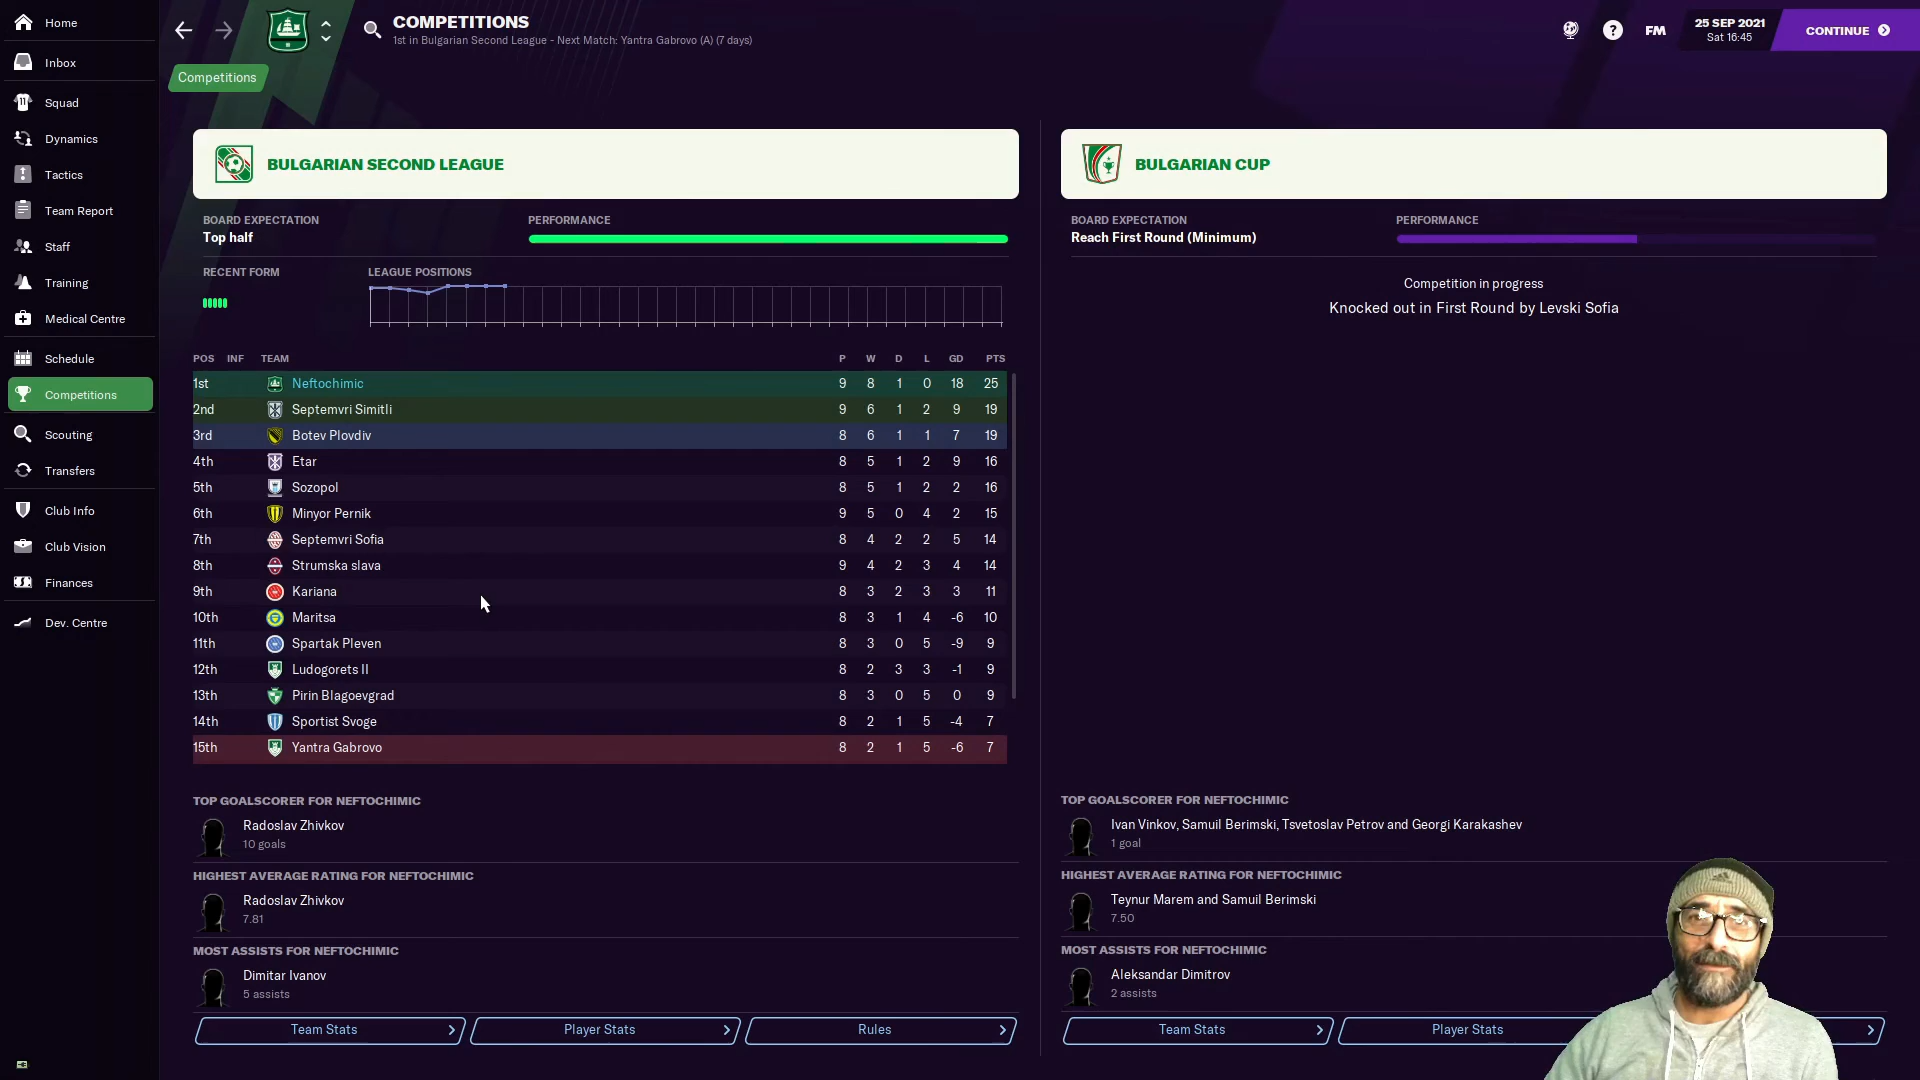 Home
Inbox
Squad
Dynamics
Tactics
Team Report
Staff
Training
Medical Centre
Schedule
Competitions
Scouting
Transfers
Club Info
Club Vision
Finances
Dev. Centre
COMPETITIONS
1st in Bulgarian Second League - Next Match: Yantra Gabrovo (A) (7 days)
? FM
25 SEP 2021
Sat 16:45
CONTINUE
Competitions
BULGARIAN SECOND LEAGUE
BOARD EXPECTATION PERFORMANCE
Top half
RECENT FORM LEAGUE POSITIONS
POS INF TEAM P W D L GD PTS
1st Neftochimic 9 8 1 0 18 25
2nd Septemvri Simitli 9 6 1 2 9 19
3rd Botev Plovdiv 8 6 1 1 7 19
4th Etar 8 5 1 2 9 16
5th Sozopol 8 5 1 2 2 16
6th Minyor Pernik 9 5 0 4 2 15
7th Septemvri Sofia 8 4 2 2 5 14
8th Strumska slava 9 4 2 3 4 14
9th Kariana 8 3 2 3 3 11
10th Maritsa 8 3 1 4 -6 10
11th Spartak Pleven 8 3 0 5 -9 9
12th Ludogorets II 8 2 3 3 -1 9
13th Pirin Blagoevgrad 8 3 0 5 0 9
14th Sportist Svoge 8 2 1 5 -4 7
15th Yantra Gabrovo 8 2 1 5 -6 7
TOP GOALSCORER FOR NEFTOCHIMIC
Radoslav Zhivkov
10 goals
HIGHEST AVERAGE RATING FOR NEFTOCHIMIC
Radoslav Zhivkov
7.81
MOST ASSISTS FOR NEFTOCHIMIC
Dimitar Ivanov
5 assists
Team Stats Player Stats Rules
BULGARIAN CUP
BOARD EXPECTATION PERFORMANCE
Reach First Round (Minimum)
Competition in progress
Knocked out in First Round by Levski Sofia
TOP GOALSCORER FOR NEFTOCHIMIC
Ivan Vinkov, Samuil Berimski, Tsvetoslav Petrov and Georgi Karakashev
1 goal
HIGHEST AVERAGE RATING FOR NEFTOCHIMIC
Teynur Marem and Samuil Berimski
7.50
MOST ASSISTS FOR NEFTOCHIMIC
Aleksandar Dimitrov
2 assists
Team Stats Player Stats